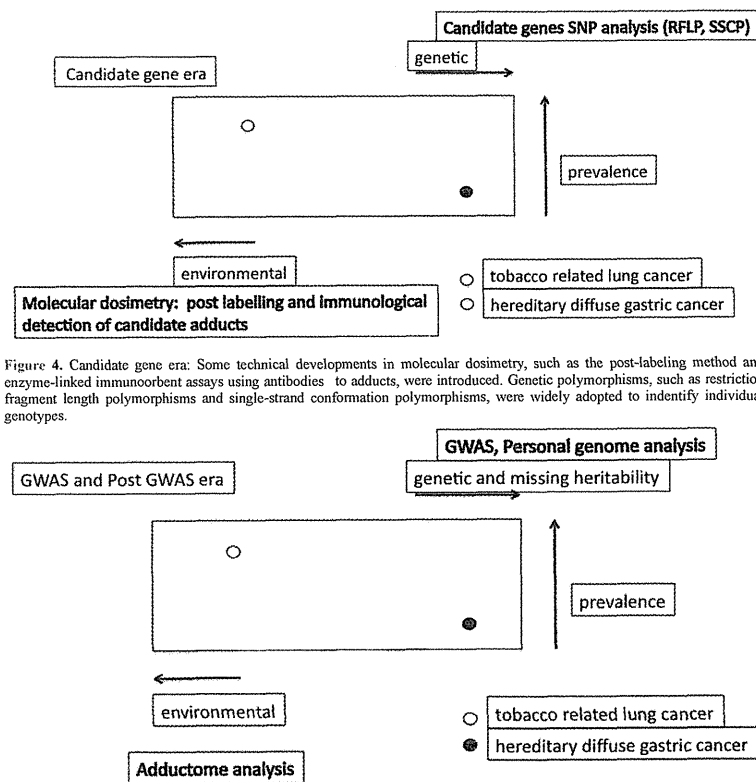 Candidate genes SNP analysis (RFLP, SSCP)
genetic
Candidate gene era
prevalence
environmental
Molecular dosimetry: post labelling and immunological
detection of candidate adducts
tobacco related lung cancer
hereditary diffuse gastric cancer
Figure 4. Candidate gene era: Some technical developments in molecular dosimetry, such as the post-labeling method an
enzyme-linked immunoorbent assays using antibodies to adducts, were introduced. Genetic polymorphisms, such as restrictio
fragment length polymorphisms and single-strand conformation polymorphisms, were widely adopted to indentify individua
genotypes.
GWAS, Personal genome analysis
GWAS and Post GWAS era
genetic and missing heritability
prevalence
environmental
tobacco related lung cancer
hereditary diffuse gastric cancer
Adductome analysis